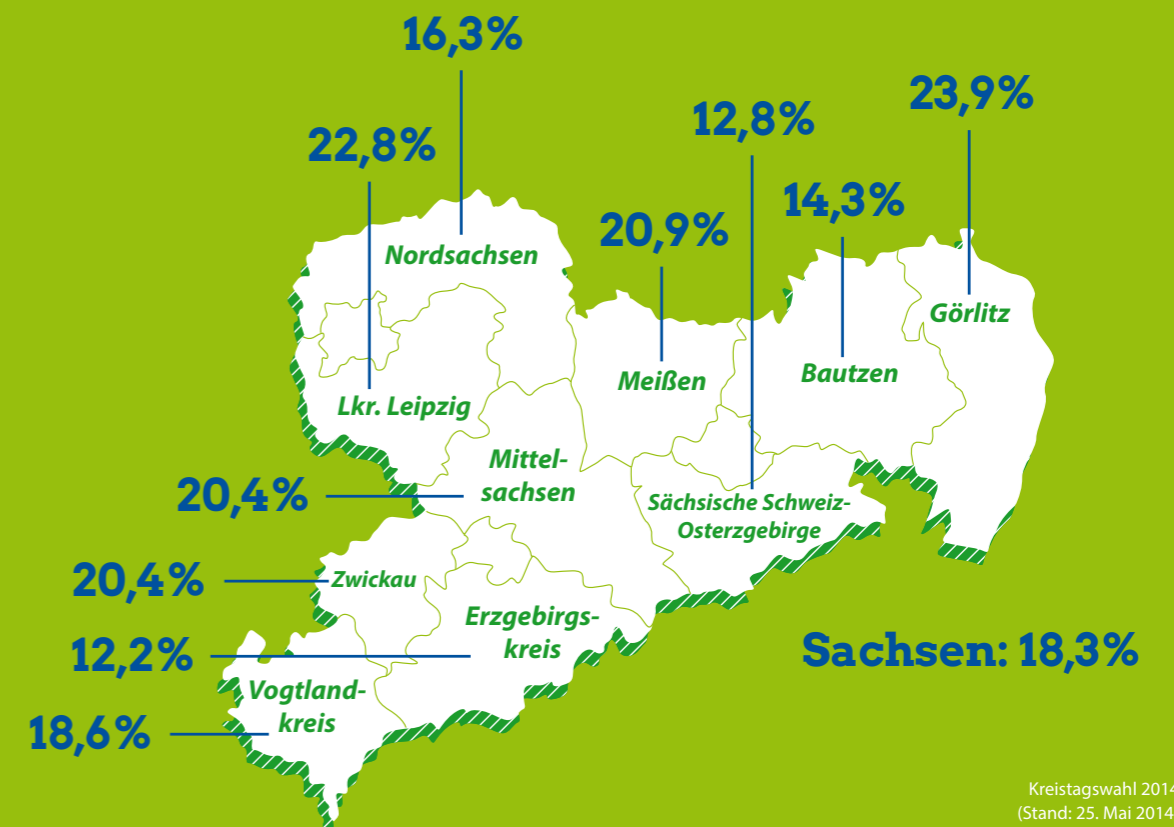 16,3%
23,9%
12,8%
22,8%
14,3%
20,9%
Nordsachsen
Görlitz
Bautzen
Meißen
Lkr. Leipzig
Mittel-
sachsen
20,4%
Sächsische Schweiz-
Osterzgebirge
Zwickau
20,4%
Erzgebirgs-
kreis
12,2%
Sachsen: 18,3%
Vogtland-
kreis
18,6%
Kreistagswahl 2014
(Stand: 25. Mai 2014